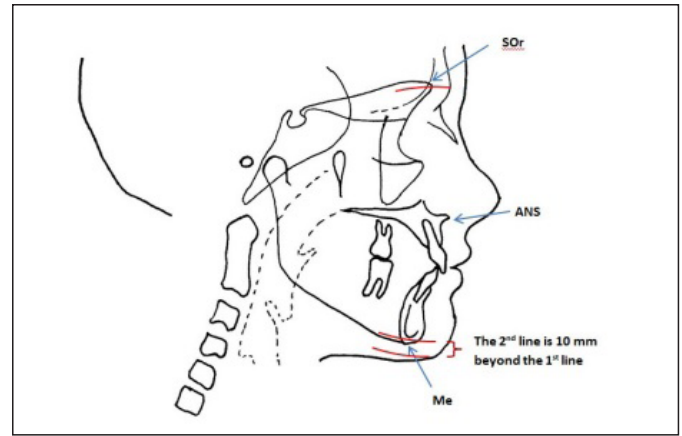 SOr
ANS
The 2nd line is 10 mm
beyond the 1st line
Me